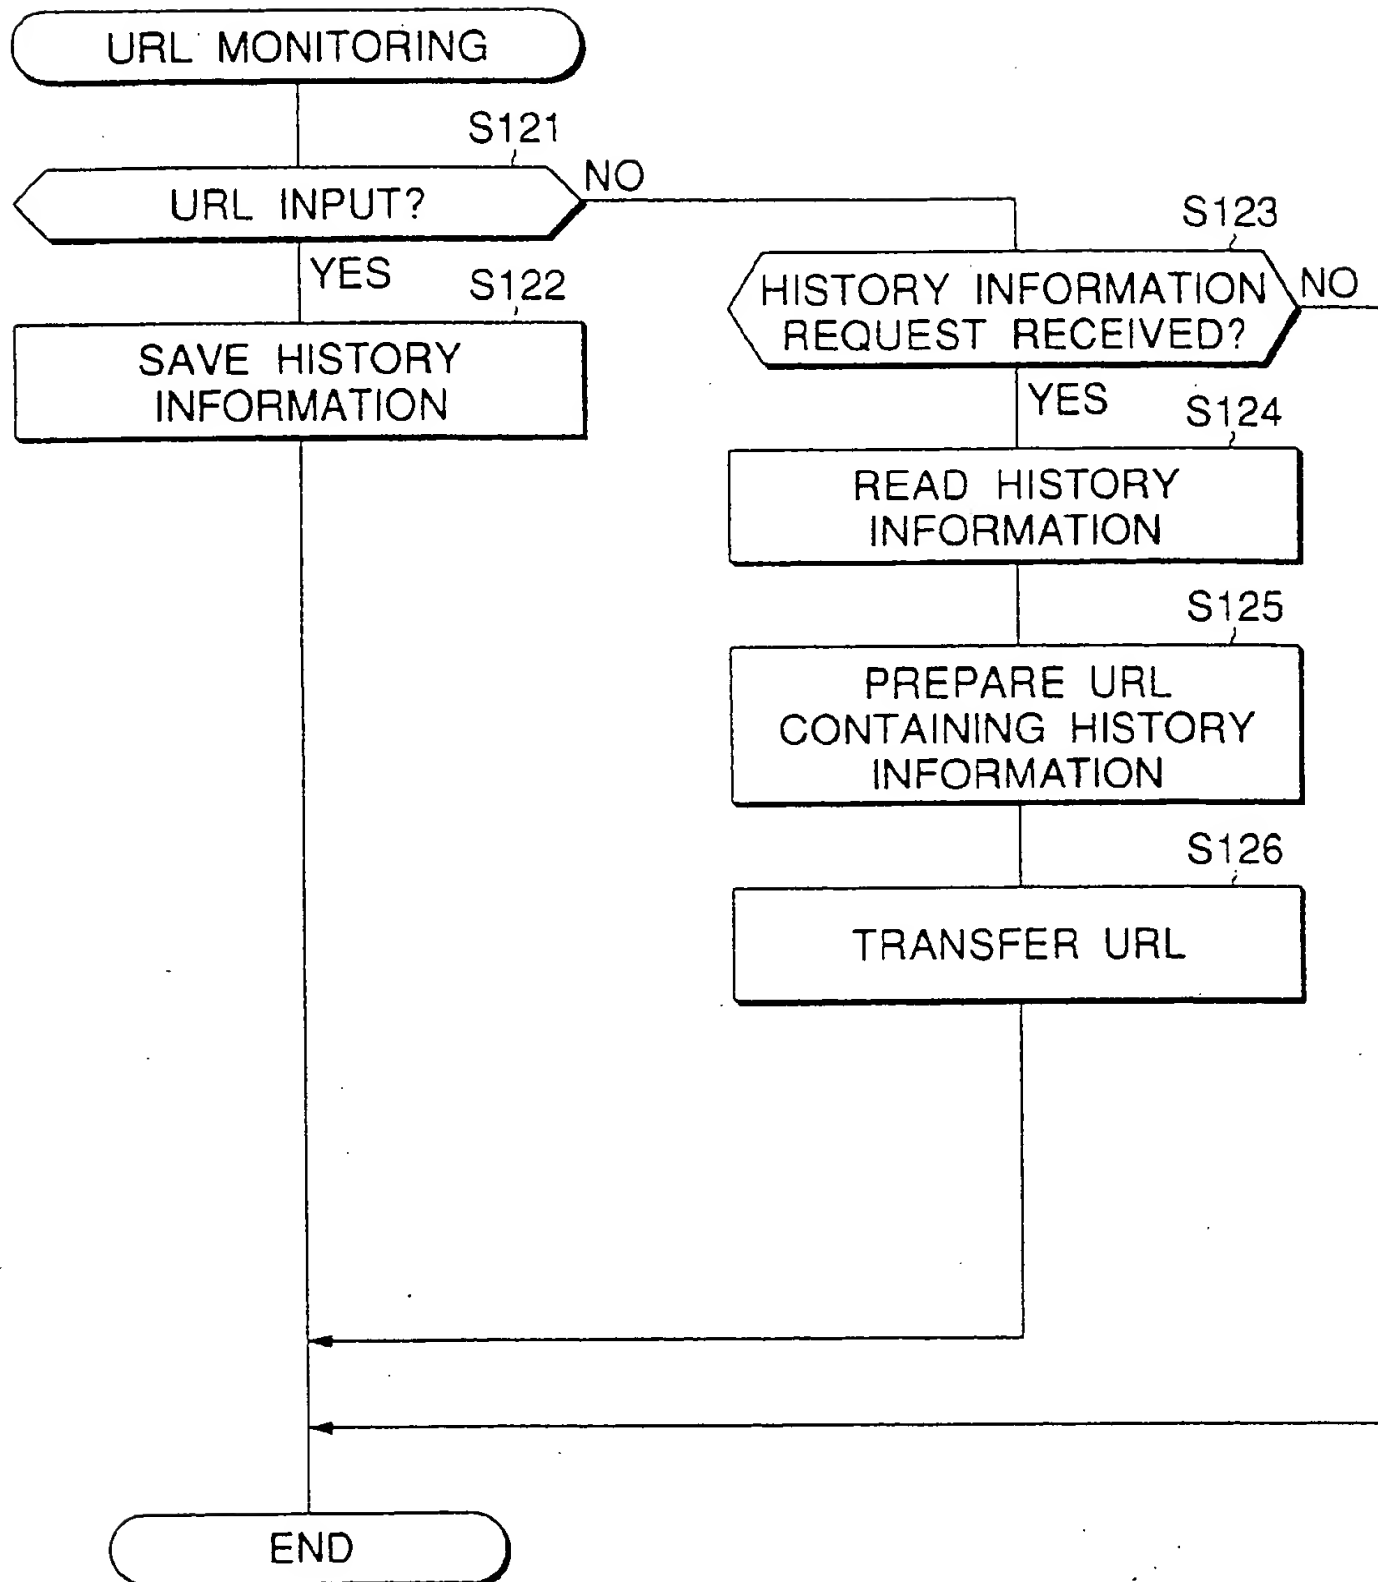 URL MONITORING
S121
URL INPUT?
NO
YES
S122
SAVE HISTORY
INFORMATION
S123
HISTORY INFORMATION
REQUEST RECEIVED?
NO
YES
S124
READ HISTORY
INFORMATION
S125
PREPARE URL
CONTAINING HISTORY
INFORMATION
S126
TRANSFER URL
END